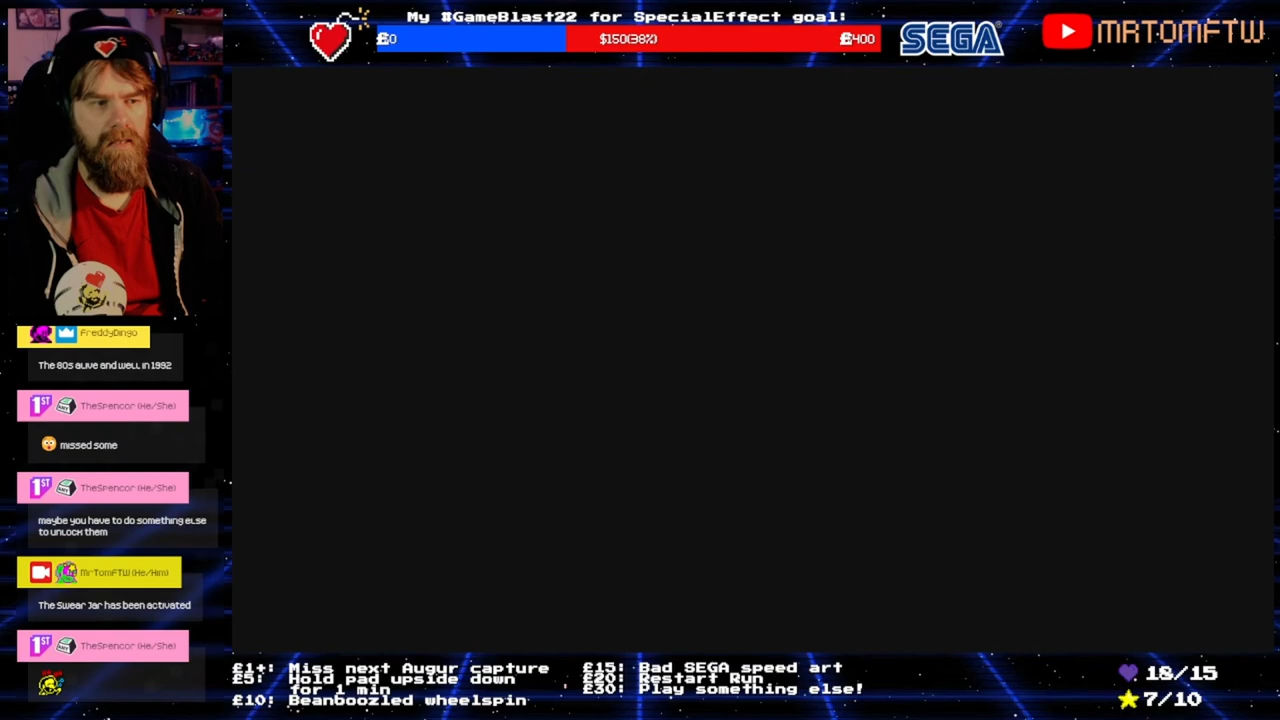 My #GameBlast22 for SpecialEffect goal:
£0
$150(38%)
£400
SEGA
MRTOMFTW
FreddyDingo
The 80s alive and well in 1992
1ST TheSpencor (He/She)
missed some
1ST TheSpencor (He/She)
maybe you have to do something else
to unlock them
MrTomFTW (He/Him)
The Swear Jar has been activated
1ST TheSpencor (He/She)
£1+: Miss next Augur capture
£5: Hold pad upside down
for 1 min
£10: Beanboozled wheelspin
£15: Bad SEGA speed art
£20: Restart Run
£30: Play something else!
18/15
7/10